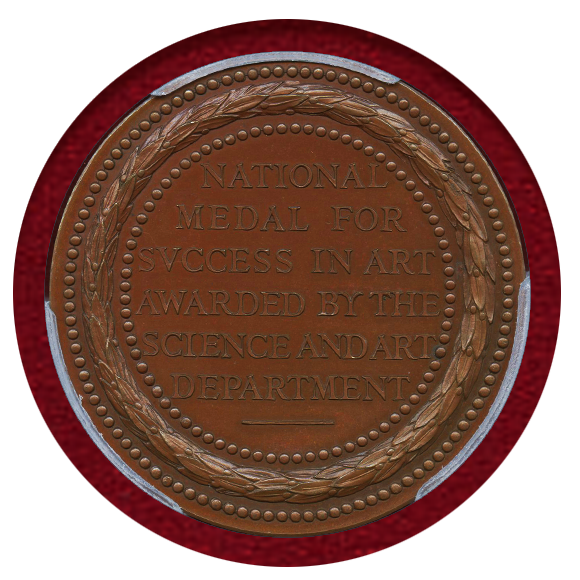 NATIONAL
MEDAL FOR
SVCCESS IN ART
AWARDED BY THE
SCIENCE AND ART
DEPARTMENT